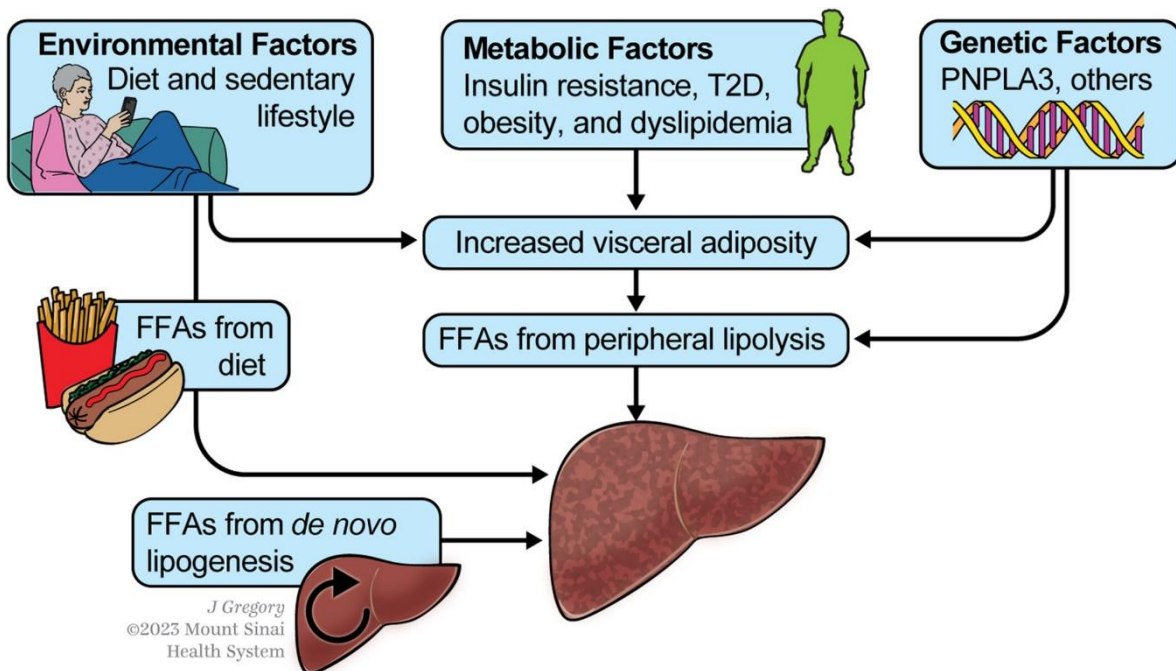 Environmental Factors
Diet and sedentary
lifestyle
Metabolic Factors
Insulin resistance, T2D,
obesity, and dyslipidemia
Genetic Factors
PNPLA3, others
Increased visceral adiposity
FFAs from
diet
FFAs from peripheral lipolysis
FFAs from de novo
lipogenesis
J Gregory
©2023 Mount Sinai
Health System